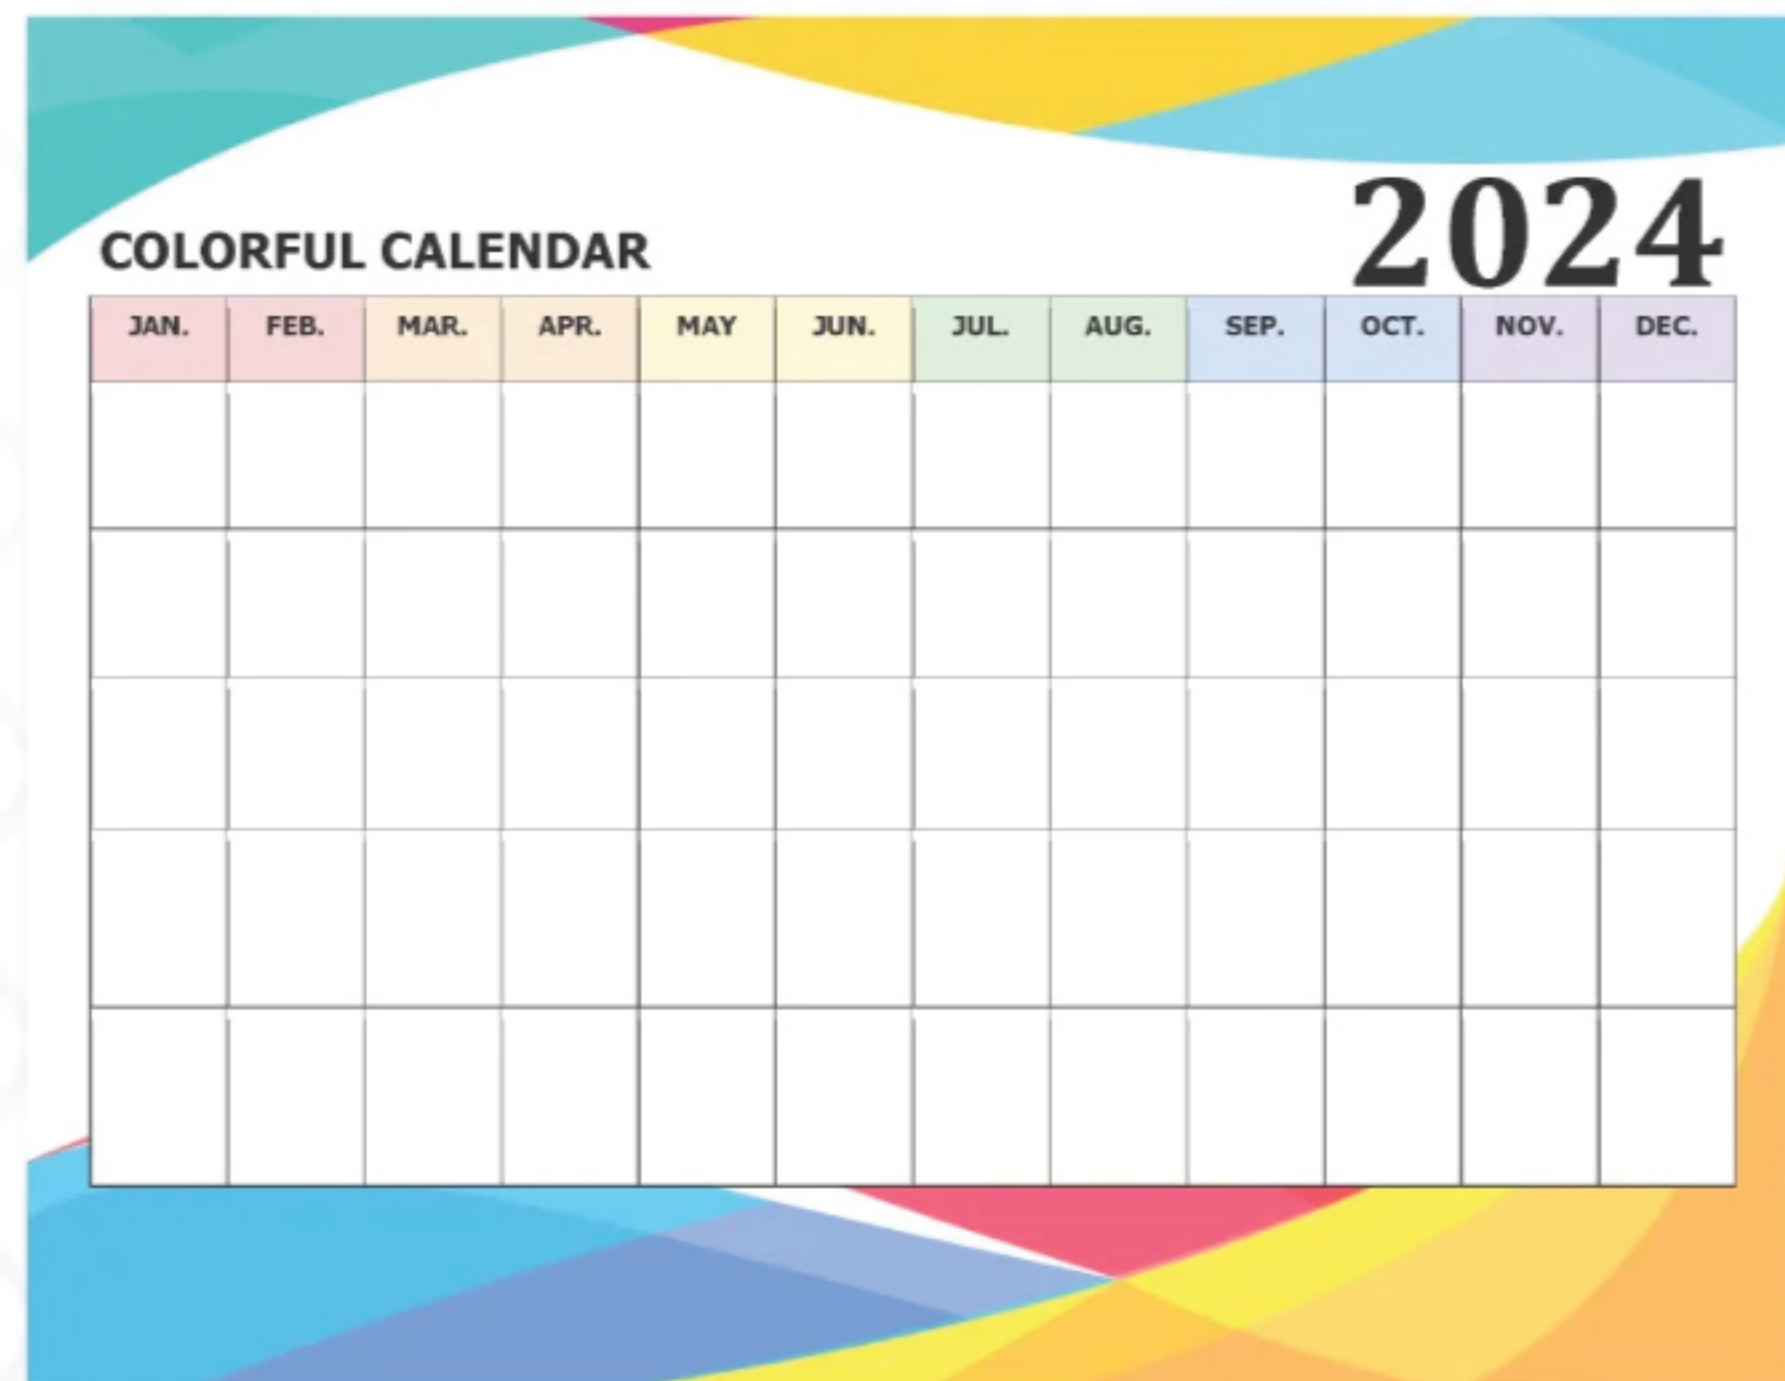 2024
COLORFUL CALENDAR
JAN. FEB. MAR. APR. MAY JUN. JUL. AUG. SEP. OCT. NOV. DEC.